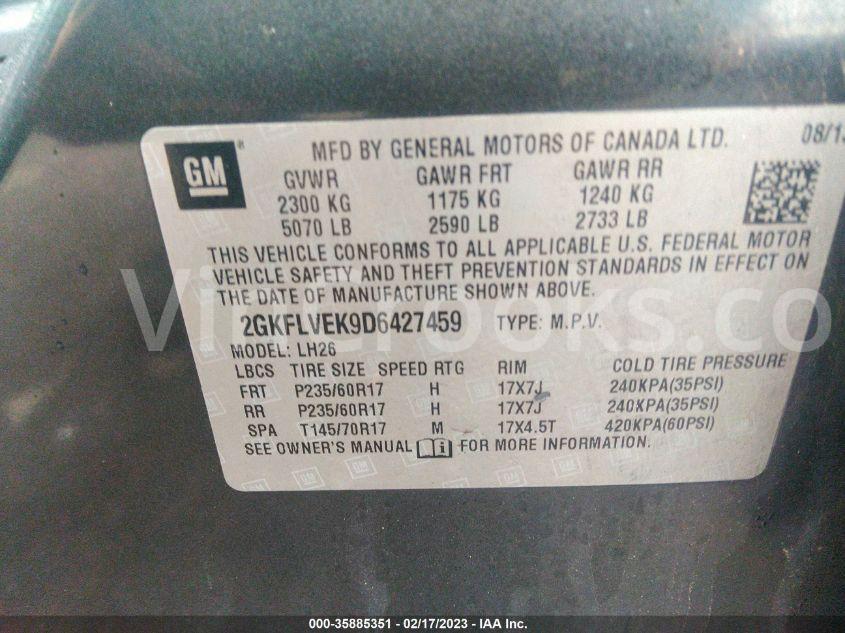 MFD BY GENERAL MOTORS OF CANADA LTD. 08/13
GM
GVWR GAWR FRT GAWR RR
2300 KG 1175 KG 1240 KG
5070 LB 2590 LB 2733 LB
THIS VEHICLE CONFORMS TO ALL APPLICABLE U.S. FEDERAL MOTOR
VEHICLE SAFETY AND THEFT PREVENTION STANDARDS IN EFFECT ON
THE DATE OF MANUFACTURE SHOWN ABOVE.
2GKFLVEK9D6427459 TYPE: M.P.V.
MODEL: LH26
LBCS TIRE SIZE SPEED RTG RIM COLD TIRE PRESSURE
FRT P235/60R17 H 17X7J 240KPA(35PSI)
RR P235/60R17 H 17X7J 240KPA(35PSI)
SPA T145/70R17 M 17X4.5T 420KPA(60PSI)
SEE OWNER'S MANUAL FOR MORE INFORMATION.
000-35885351 - 02/17/2023 - IAA Inc.